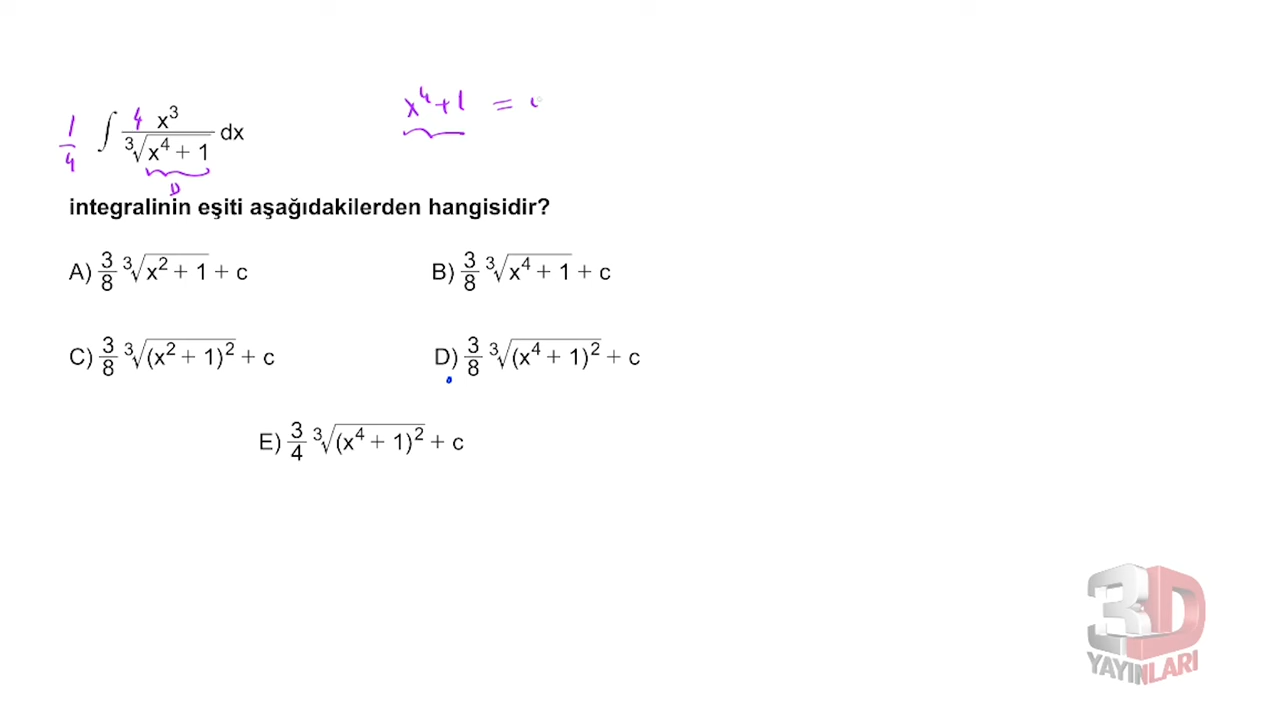 x⁴+1 =
1/4 ∫ 4x³/∛(x⁴ + 1) dx
integralinin eşiti aşağıdakilerden hangisidir?
A) 3/8 ∛(x² + 1) + c
B) 3/8 ∛(x⁴ + 1) + c
C) 3/8 ∛((x² + 1)²) + c
D) 3/8 ∛((x⁴ + 1)²) + c
E) 3/4 ∛((x⁴ + 1)²) + c
3D
YAYINLARI